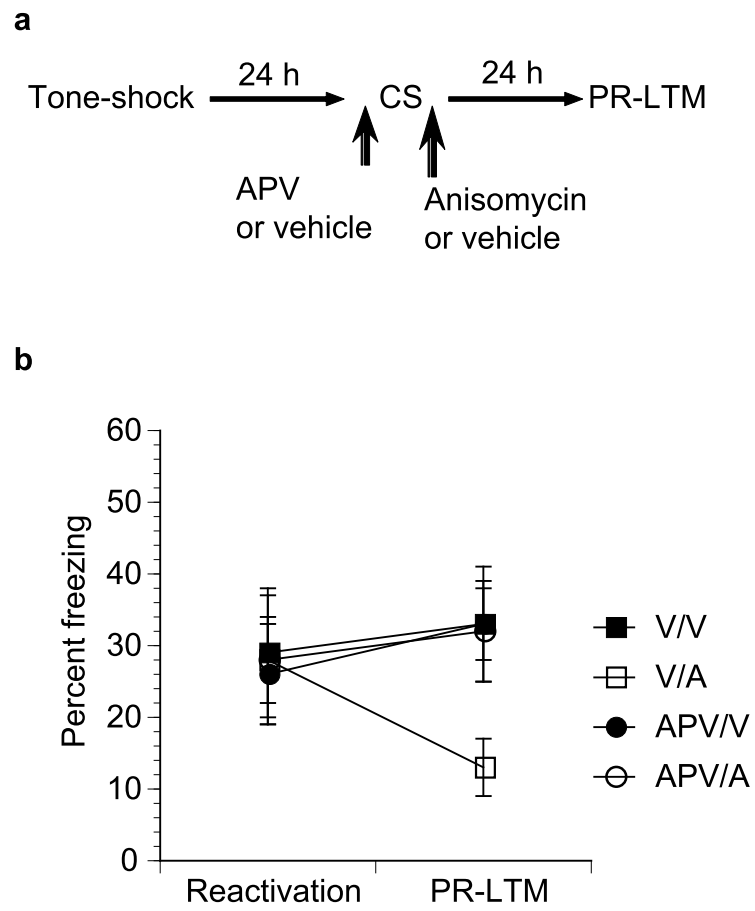 a
24 h 24 h
Tone-shock CS PR-LTM
APV
or vehicle
Anisomycin
or vehicle
b
60
50
40
30
20
10
0
Percent freezing
Reactivation PR-LTM
V/V
V/A
APV/V
APV/A